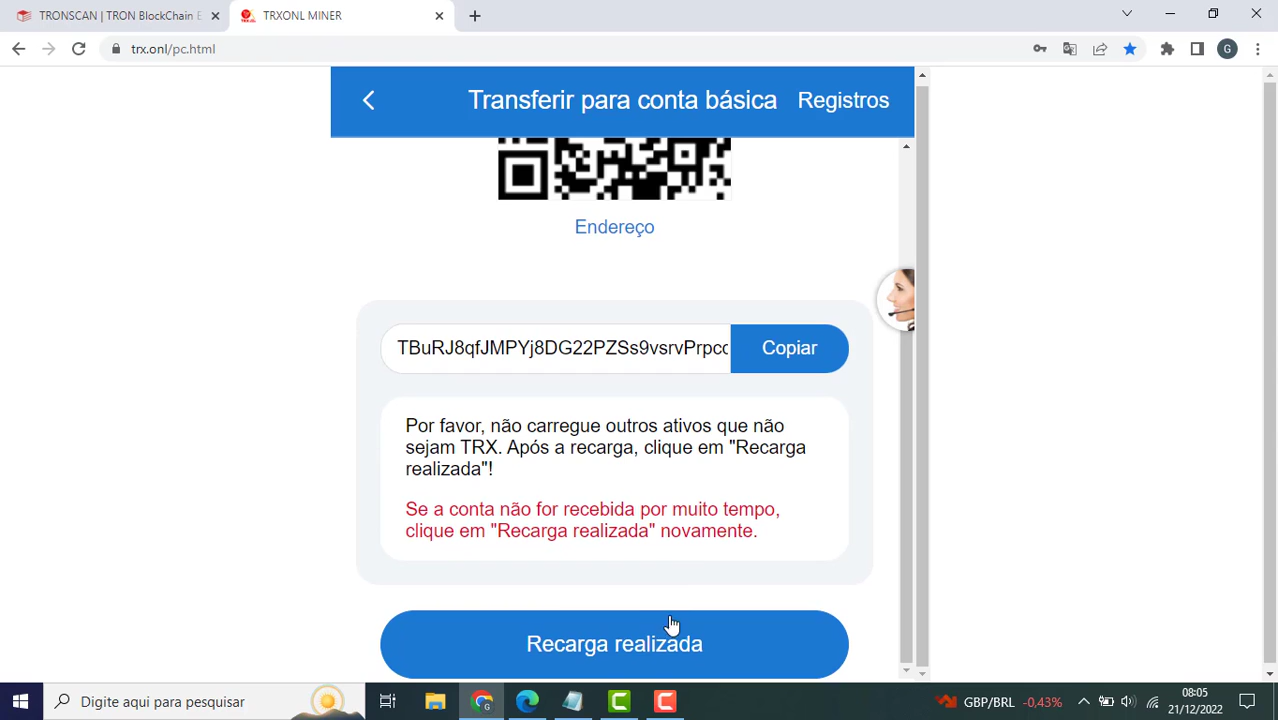 TRONSCAN | TRON BlockChain E
TRXONL MINER
trx.onl/pc.html
G
Transferir para conta básica
Registros
Endereço
TBuRJ8qfJMPYj8DG22PZSs9vsrvPrpcc
Copiar
Por favor, não carregue outros ativos que não
sejam TRX. Após a recarga, clique em "Recarga
realizada"!
Se a conta não for recebida por muito tempo,
clique em "Recarga realizada" novamente.
Recarga realizada
Digite aqui para pesquisar
GBP/BRL -0,43%
08:05
21/12/2022